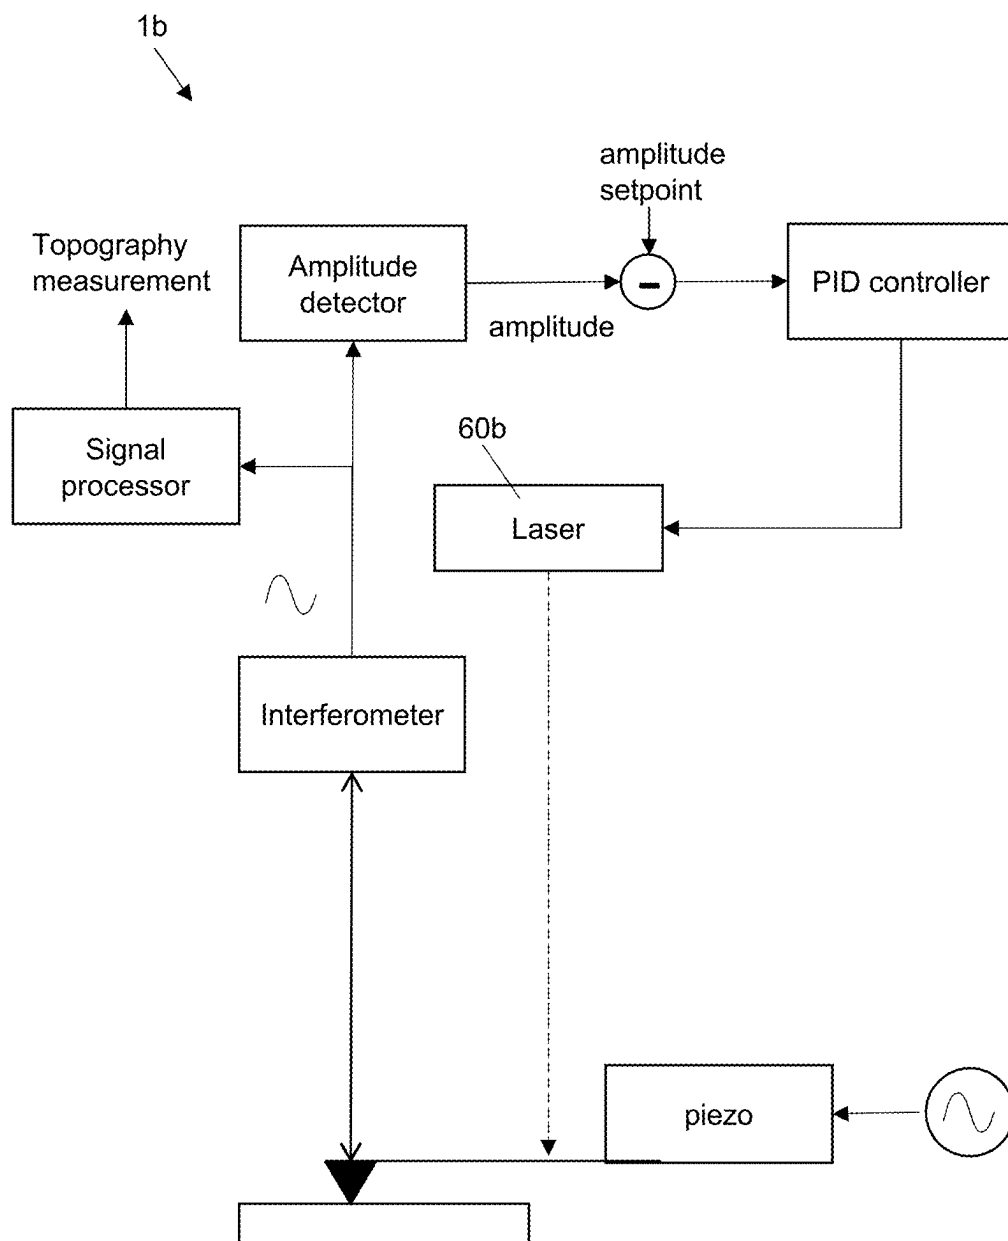 1b
amplitude
setpoint
Topography
measurement
Amplitude
detector
-
PID controller
amplitude
Signal
processor
60b
Laser
Interferometer
piezo